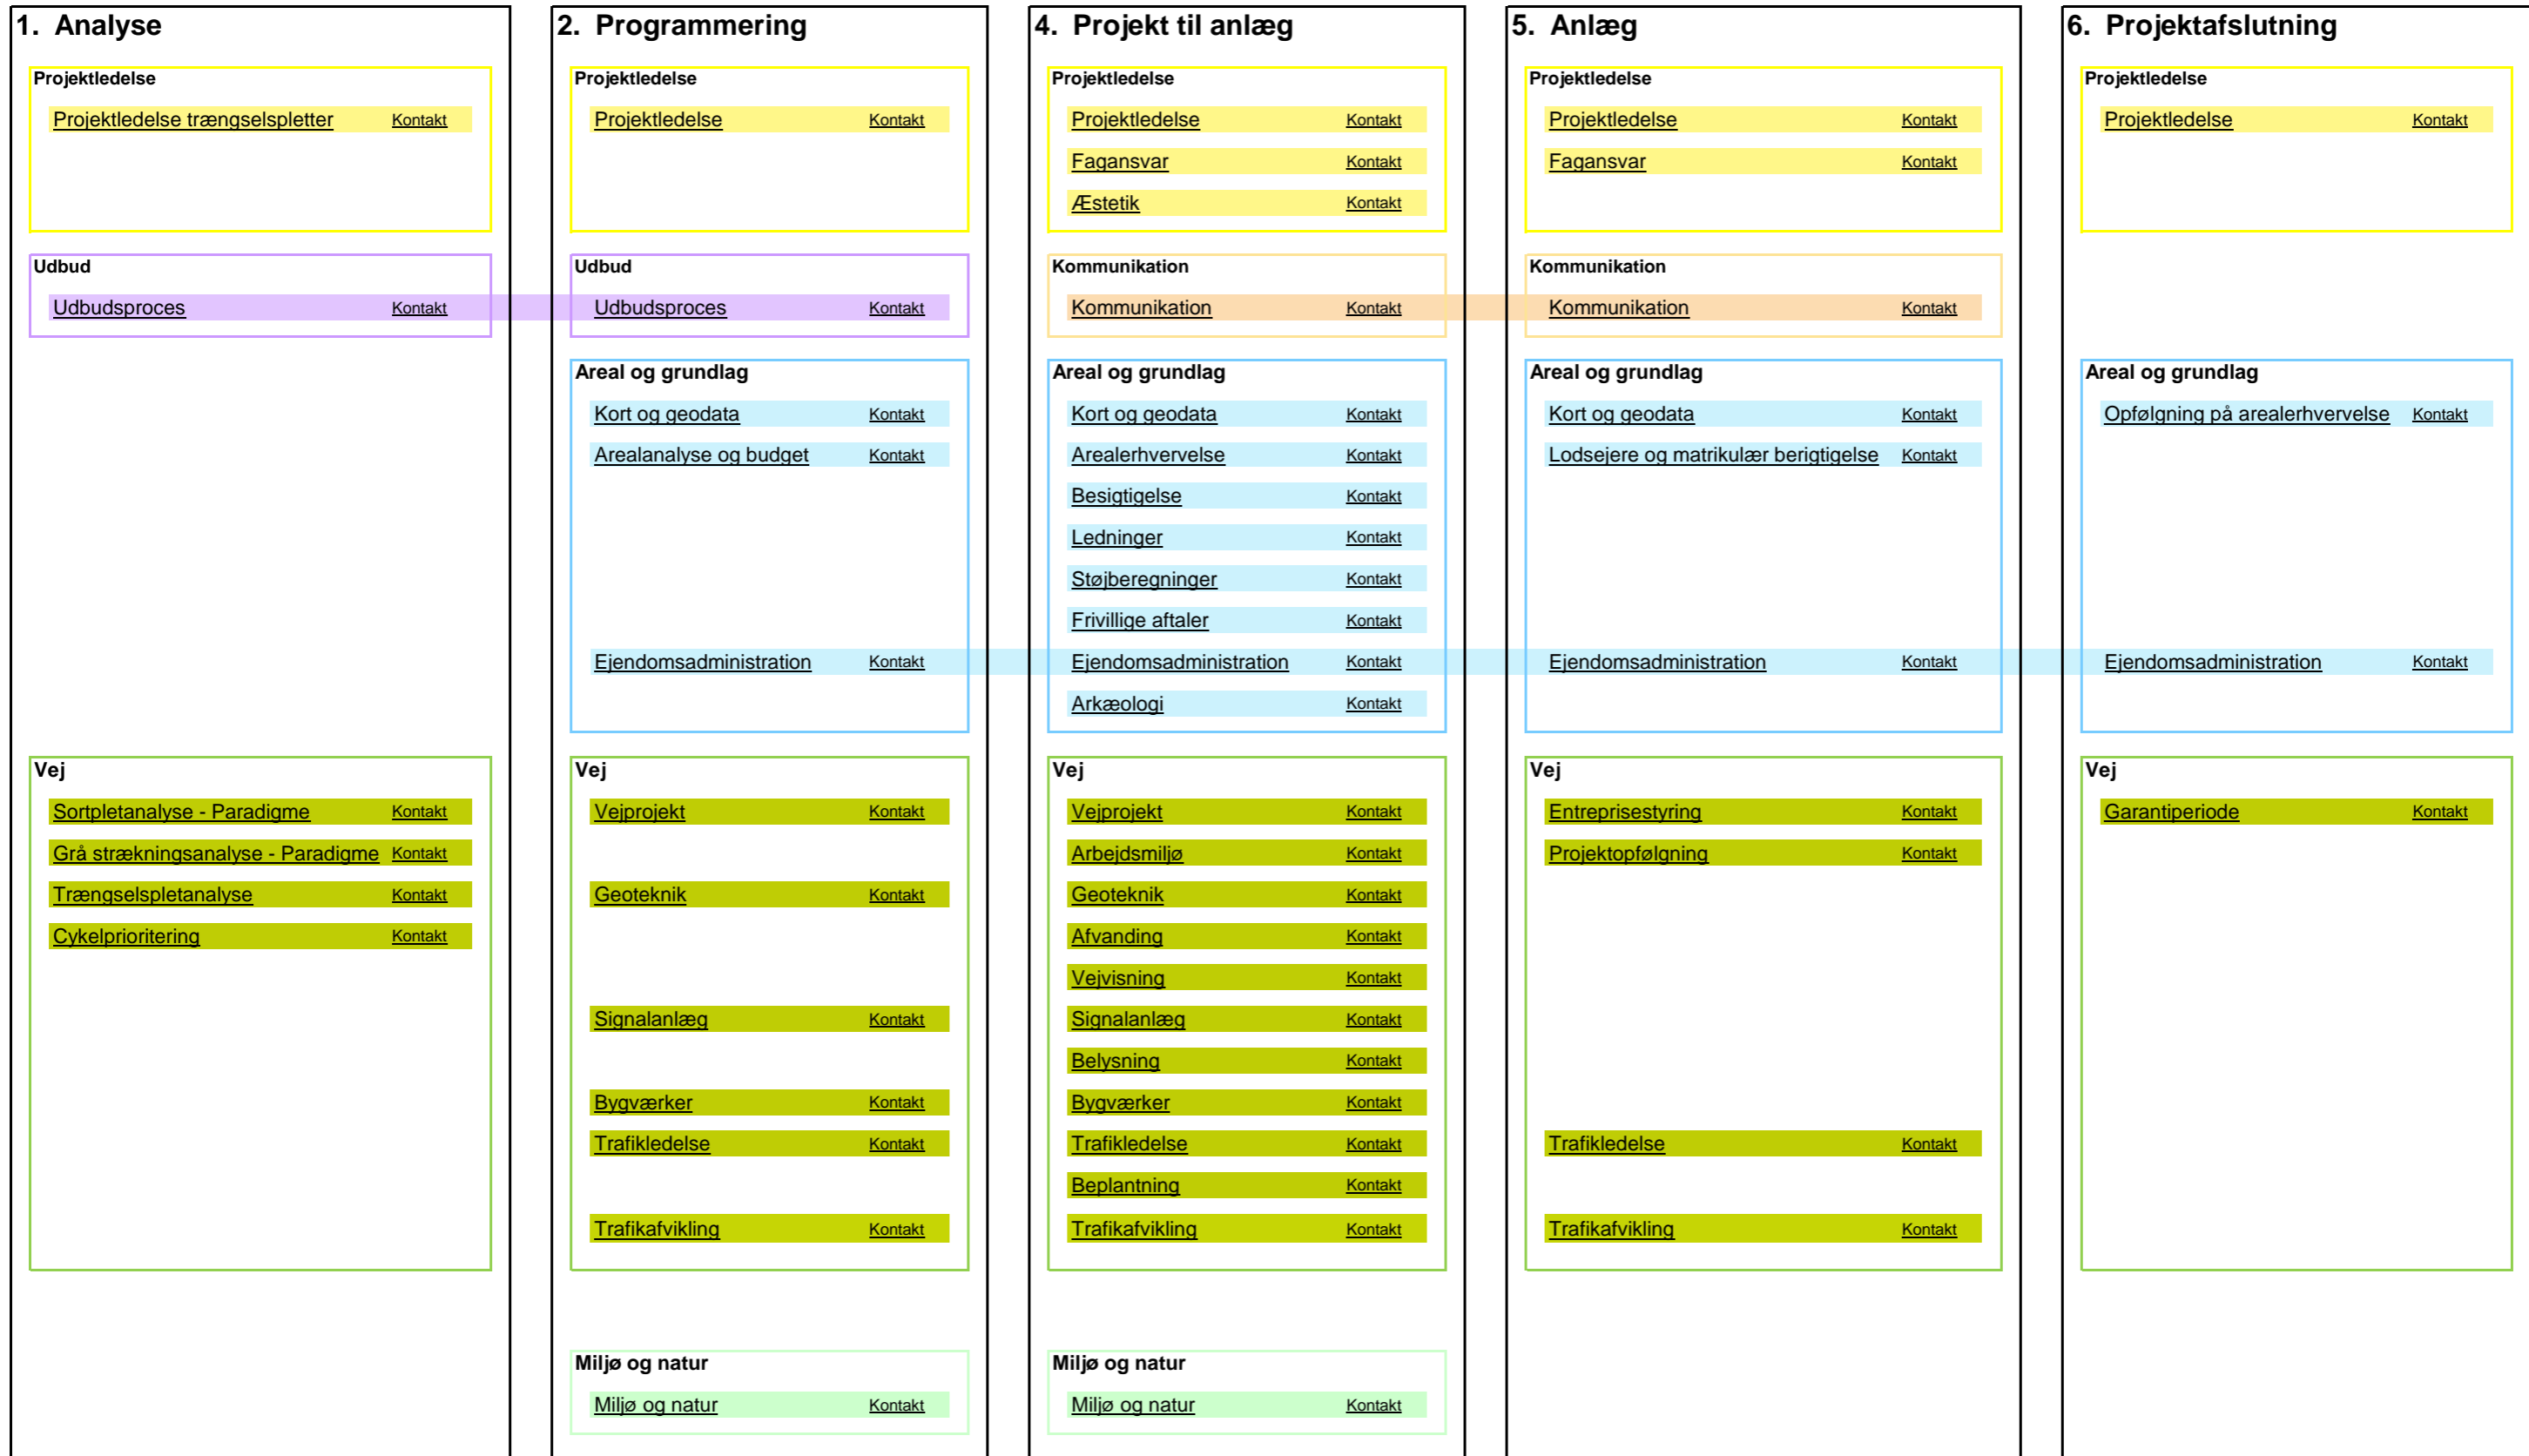 1. Analyse
Projektledelse
Projektledelse trængselspletter Kontakt
Udbud
Udbudsproces Kontakt
Vej
Sortpletanalyse - Paradigme Kontakt
Grå strækningsanalyse - Paradigme Kontakt
Trængselspletanalyse Kontakt
Cykelprioritering Kontakt
2. Programmering
Projektledelse
Projektledelse Kontakt
Udbud
Udbudsproces Kontakt
Areal og grundlag
Kort og geodata Kontakt
Arealanalyse og budget Kontakt
Ejendomsadministration Kontakt
Vej
Vejprojekt Kontakt
Geoteknik Kontakt
Signalanlæg Kontakt
Bygværker Kontakt
Trafikledelse Kontakt
Trafikafvikling Kontakt
Miljø og natur
Miljø og natur Kontakt
4. Projekt til anlæg
Projektledelse
Projektledelse Kontakt
Fagansvar Kontakt
Æstetik Kontakt
Kommunikation
Kommunikation Kontakt
Areal og grundlag
Kort og geodata Kontakt
Arealerhvervelse Kontakt
Besigtigelse Kontakt
Ledninger Kontakt
Støjberegninger Kontakt
Frivillige aftaler Kontakt
Ejendomsadministration Kontakt
Arkæologi Kontakt
Vej
Vejprojekt Kontakt
Arbejdsmiljø Kontakt
Geoteknik Kontakt
Afvanding Kontakt
Vejvisning Kontakt
Signalanlæg Kontakt
Belysning Kontakt
Bygværker Kontakt
Trafikledelse Kontakt
Beplantning Kontakt
Trafikafvikling Kontakt
Miljø og natur
Miljø og natur Kontakt
5. Anlæg
Projektledelse
Projektledelse Kontakt
Fagansvar Kontakt
Kommunikation
Kommunikation Kontakt
Areal og grundlag
Kort og geodata Kontakt
Lodsejere og matrikulær berigtigelse Kontakt
Ejendomsadministration Kontakt
Vej
Entreprisestyring Kontakt
Projektopfølgning Kontakt
Trafikledelse Kontakt
Trafikafvikling Kontakt
6. Projektafslutning
Projektledelse
Projektledelse Kontakt
Areal og grundlag
Opfølgning på arealerhvervelse Kontakt
Ejendomsadministration Kontakt
Vej
Garantiperiode Kontakt